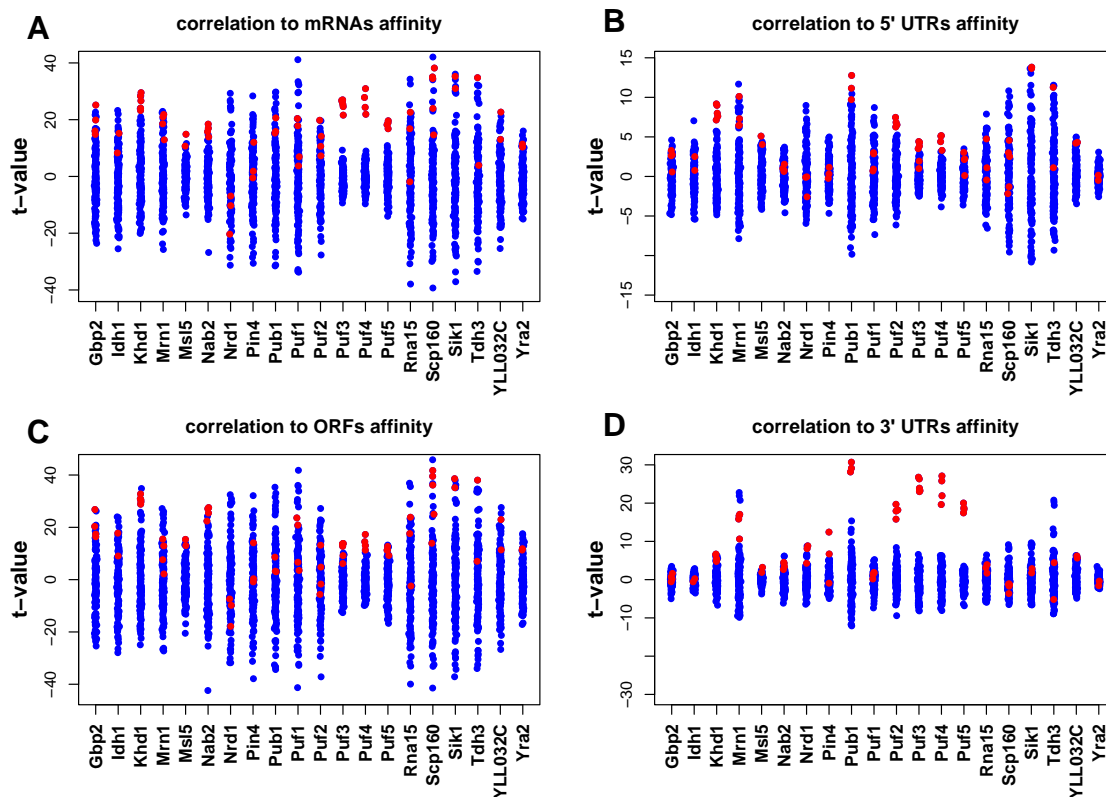 A
correlation to mRNAs affinity
t−value
40
20
0
−20
−40
Gbp2
Idh1
Khd1
Mrn1
Msl5
Nab2
Nrd1
Pin4
Pub1
Puf1
Puf2
Puf3
Puf4
Puf5
Rna15
Scp160
Sik1
Tdh3
YLL032C
Yra2
B
correlation to 5' UTRs affinity
t−value
15
10
5
0
−5
−15
Gbp2
Idh1
Khd1
Mrn1
Msl5
Nab2
Nrd1
Pin4
Pub1
Puf1
Puf2
Puf3
Puf4
Puf5
Rna15
Scp160
Sik1
Tdh3
YLL032C
Yra2
C
correlation to ORFs affinity
t−value
40
20
0
−20
−40
Gbp2
Idh1
Khd1
Mrn1
Msl5
Nab2
Nrd1
Pin4
Pub1
Puf1
Puf2
Puf3
Puf4
Puf5
Rna15
Scp160
Sik1
Tdh3
YLL032C
Yra2
D
correlation to 3' UTRs affinity
t−value
30
20
10
0
−10
−30
Gbp2
Idh1
Khd1
Mrn1
Msl5
Nab2
Nrd1
Pin4
Pub1
Puf1
Puf2
Puf3
Puf4
Puf5
Rna15
Scp160
Sik1
Tdh3
YLL032C
Yra2